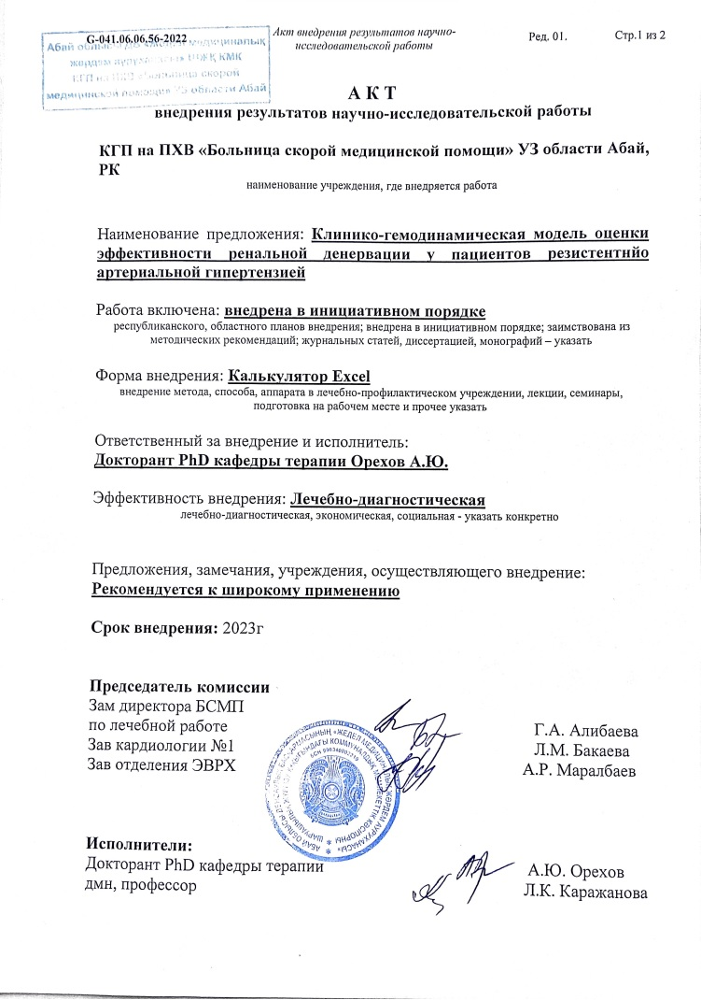 G-041.06.06.56-2022
Акт внедрения результатов научно-
исследовательской работы
Ред. 01.
Стр.1 из 2
Абай облысы ДБ «Жедел медициналық
жәрдем ауруханасы» ШЖҚ КМК
КГП на ПХВ «Больница скорой
медицинской помощи» УЗ области Абай
А К Т
внедрения результатов научно-исследовательской работы
КГП на ПХВ «Больница скорой медицинской помощи» УЗ области Абай,
РК
наименование учреждения, где внедряется работа
Наименование предложения: Клинико-гемодинамическая модель оценки
эффективности ренальной денервации у пациентов резистентнйо
артериальной гипертензией
Работа включена: внедрена в инициативном порядке
республиканского, областного планов внедрения; внедрена в инициативном порядке; заимствована из
методических рекомендаций; журнальных статей, диссертацией, монографий – указать
Форма внедрения: Калькулятор Excel
внедрение метода, способа, аппарата в лечебно-профилактическом учреждении, лекции, семинары,
подготовка на рабочем месте и прочее указать
Ответственный за внедрение и исполнитель:
Докторант PhD кафедры терапии Орехов А.Ю.
Эффективность внедрения: Лечебно-диагностическая
лечебно-диагностическая, экономическая, социальная - указать конкретно
Предложения, замечания, учреждения, осуществляющего внедрение:
Рекомендуется к широкому применению
Срок внедрения: 2023г
Председатель комиссии
Зам директора БСМП
по лечебной работе Г.А. Алибаева
Зав кардиологии №1 Л.М. Бакаева
Зав отделения ЭВРХ А.Р. Маралбаев
Исполнители:
Докторант PhD кафедры терапии А.Ю. Орехов
дмн, профессор Л.К. Каражанова